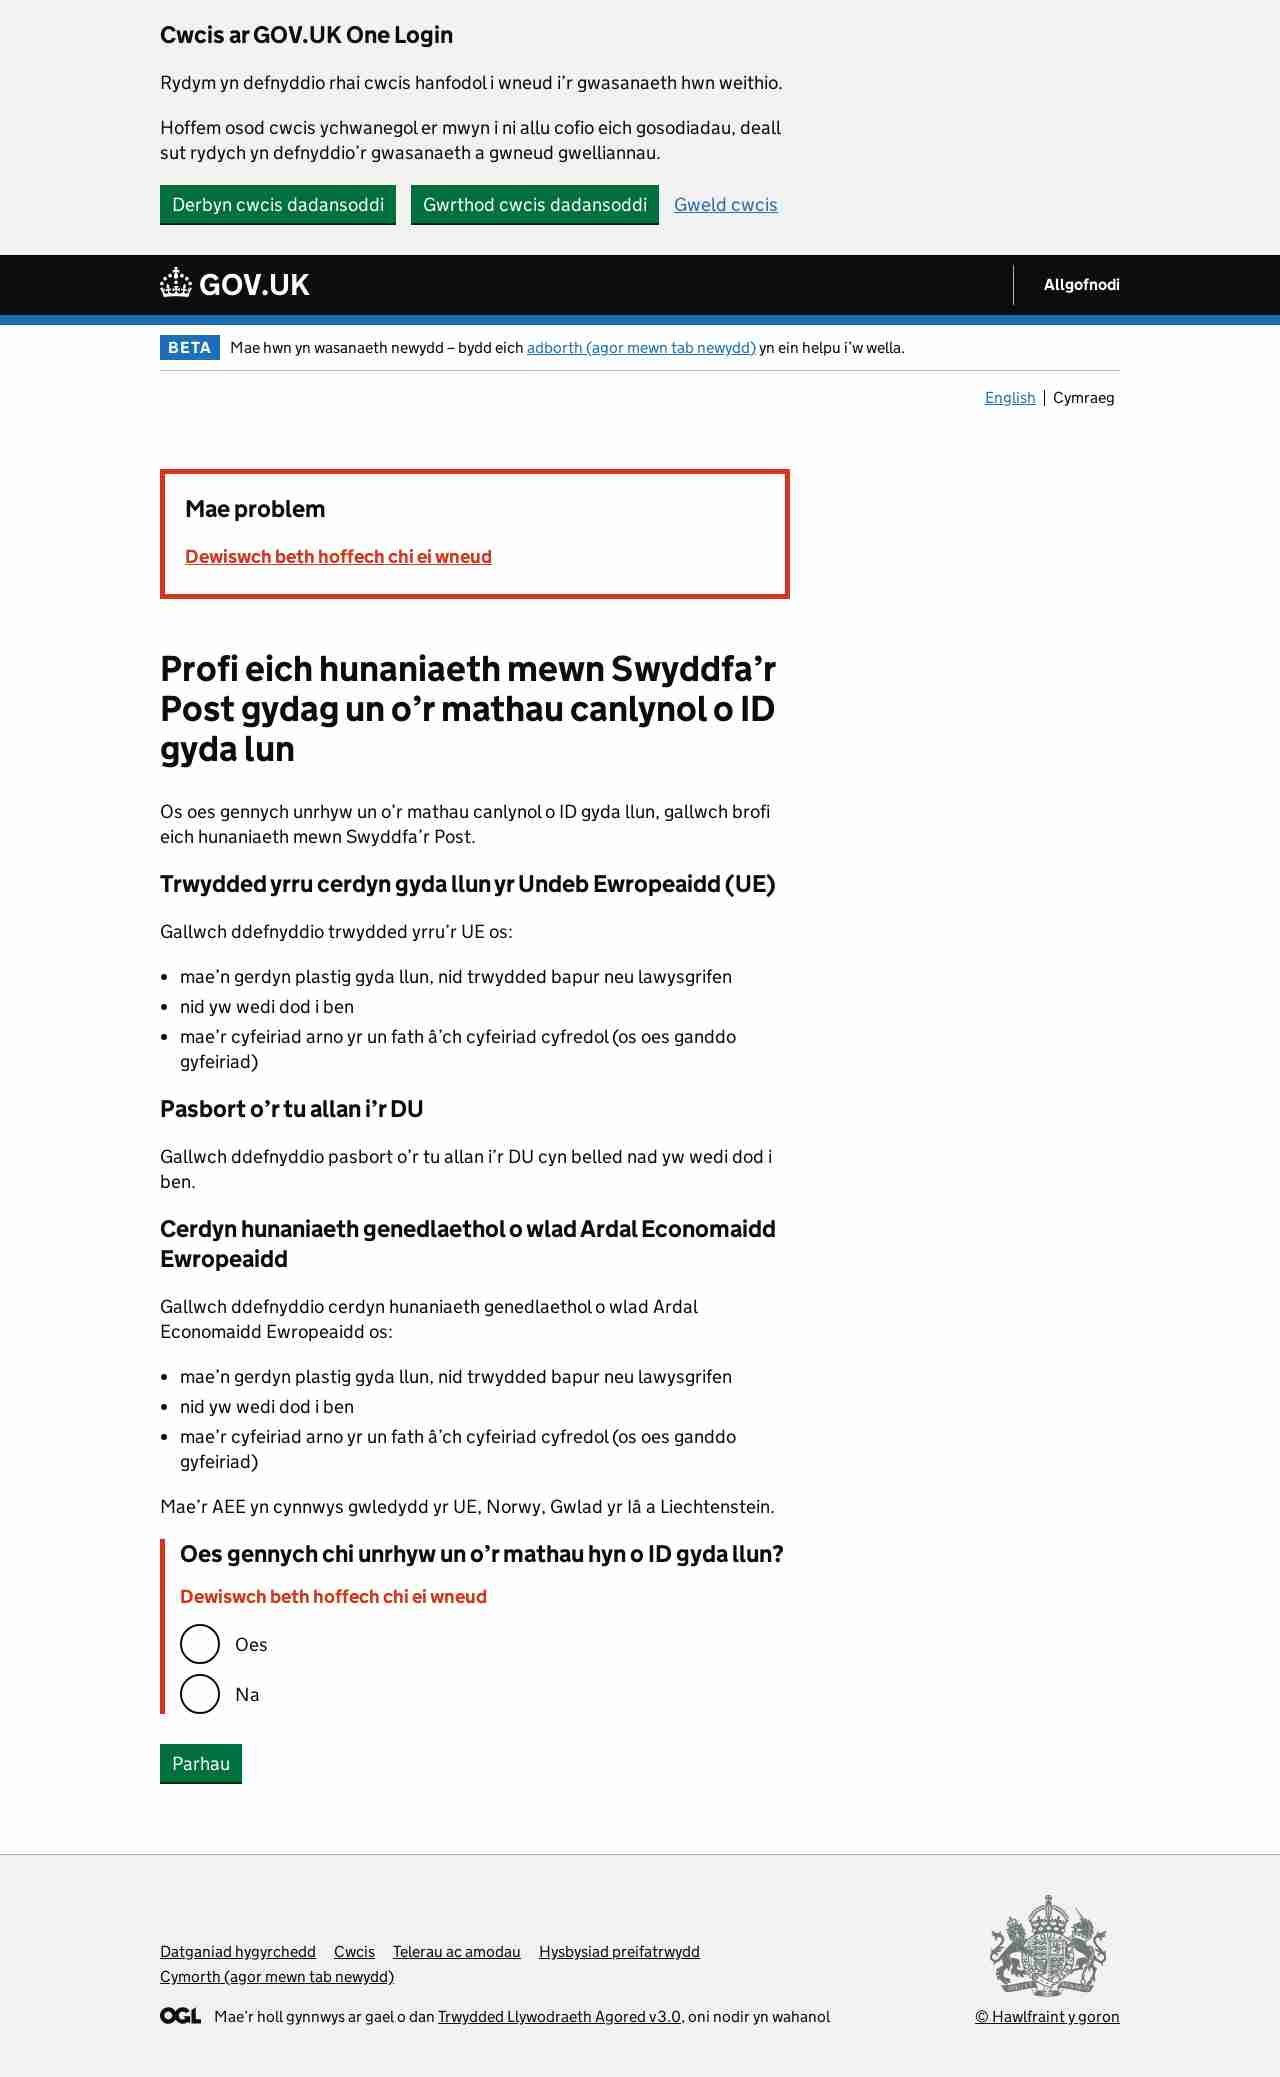 Cwcis ar GOV.UK One Login
Rydym yn defnyddio rhai cwcis hanfodol i wneud i’r gwasanaeth hwn weithio.
Hoffem osod cwcis ychwanegol er mwyn i ni allu cofio eich gosodiadau, deall
sut rydych yn defnyddio’r gwasanaeth a gwneud gwelliannau.
Derbyn cwcis dadansoddi Gwrthod cwcis dadansoddi Gweld cwcis
GOV.UK Allgofnodi
BETA Mae hwn yn wasanaeth newydd – bydd eich adborth (agor mewn tab newydd) yn ein helpu i’w wella.
English Cymraeg
Mae problem
Dewiswch beth hoffech chi ei wneud
Profi eich hunaniaeth mewn Swyddfa’r
Post gydag un o’r mathau canlynol o ID
gyda lun
Os oes gennych unrhyw un o’r mathau canlynol o ID gyda llun, gallwch brofi
eich hunaniaeth mewn Swyddfa’r Post.
Trwydded yrru cerdyn gyda llun yr Undeb Ewropeaidd (UE)
Gallwch ddefnyddio trwydded yrru’r UE os:
• mae’n gerdyn plastig gyda llun, nid trwydded bapur neu lawysgrifen
• nid yw wedi dod i ben
• mae’r cyfeiriad arno yr un fath â’ch cyfeiriad cyfredol (os oes ganddo
gyfeiriad)
Pasbort o’r tu allan i’r DU
Gallwch ddefnyddio pasbort o’r tu allan i’r DU cyn belled nad yw wedi dod i
ben.
Cerdyn hunaniaeth genedlaethol o wlad Ardal Economaidd
Ewropeaidd
Gallwch ddefnyddio cerdyn hunaniaeth genedlaethol o wlad Ardal
Economaidd Ewropeaidd os:
• mae’n gerdyn plastig gyda llun, nid trwydded bapur neu lawysgrifen
• nid yw wedi dod i ben
• mae’r cyfeiriad arno yr un fath â’ch cyfeiriad cyfredol (os oes ganddo
gyfeiriad)
Mae’r AEE yn cynnwys gwledydd yr UE, Norwy, Gwlad yr Iâ a Liechtenstein.
Oes gennych chi unrhyw un o’r mathau hyn o ID gyda llun?
Dewiswch beth hoffech chi ei wneud
Oes
Na
Parhau
Datganiad hygyrchedd Cwcis Telerau ac amodau Hysbysiad preifatrwydd
Cymorth (agor mewn tab newydd)
OGL Mae’r holl gynnwys ar gael o dan Trwydded Llywodraeth Agored v3.0, oni nodir yn wahanol
© Hawlfraint y goron